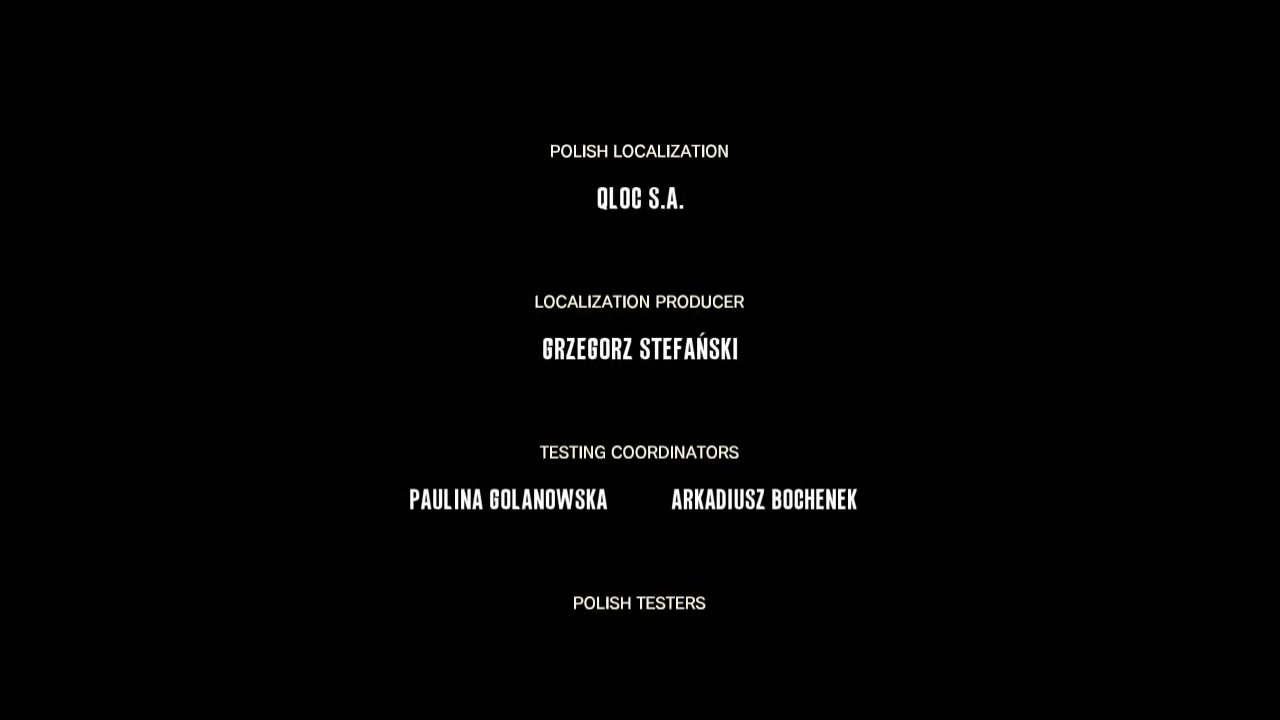 POLISH LOCALIZATION
QLOC S.A.
LOCALIZATION PRODUCER
GRZEGORZ STEFAŃSKI
TESTING COORDINATORS
PAULINA GOLANOWSKA ARKADIUSZ BOCHENEK
POLISH TESTERS